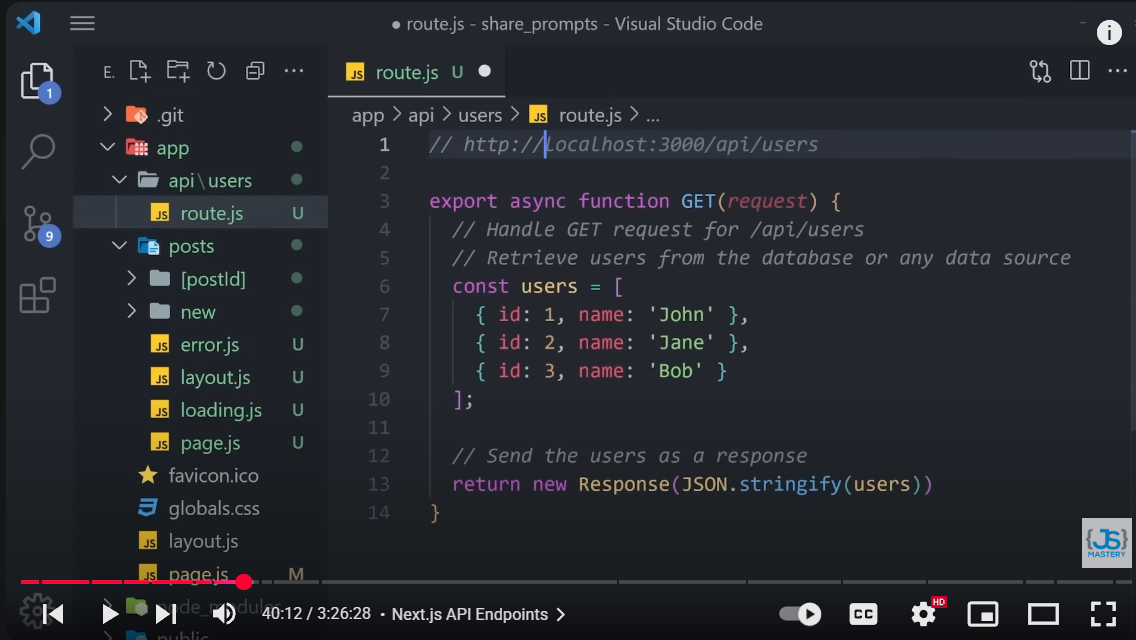 ● route.js - share_prompts - Visual Studio Code
E.
route.js U
1
.git
app
api\users
route.js U
9
posts
[postId]
new
error.js U
layout.js U
loading.js U
page.js U
favicon.ico
globals.css
layout.js
page.js M
node_modules
public
app > api > users > route.js > ...
1 // http://localhost:3000/api/users
2
3 export async function GET(request) {
4 // Handle GET request for /api/users
5 // Retrieve users from the database or any data source
6 const users = [
7 { id: 1, name: 'John' },
8 { id: 2, name: 'Jane' },
9 { id: 3, name: 'Bob' }
10 ];
11
12 // Send the users as a response
13 return new Response(JSON.stringify(users))
14 }
{JS}
MASTERY
40:12 / 3:26:28 • Next.js API Endpoints >
CC
HD